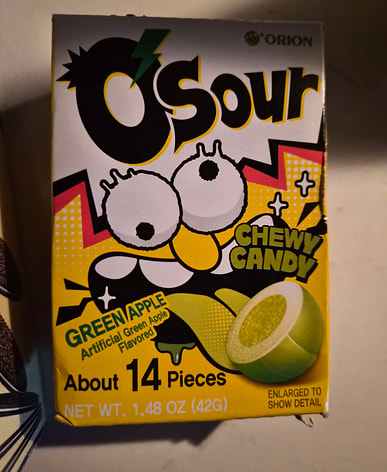 ORION
O'Sour
CHEWY
CANDY
GREEN APPLE
Artificial Green Apple
Flavored
About 14 Pieces
NET WT. 1.48 OZ (42G)
ENLARGED TO
SHOW DETAIL